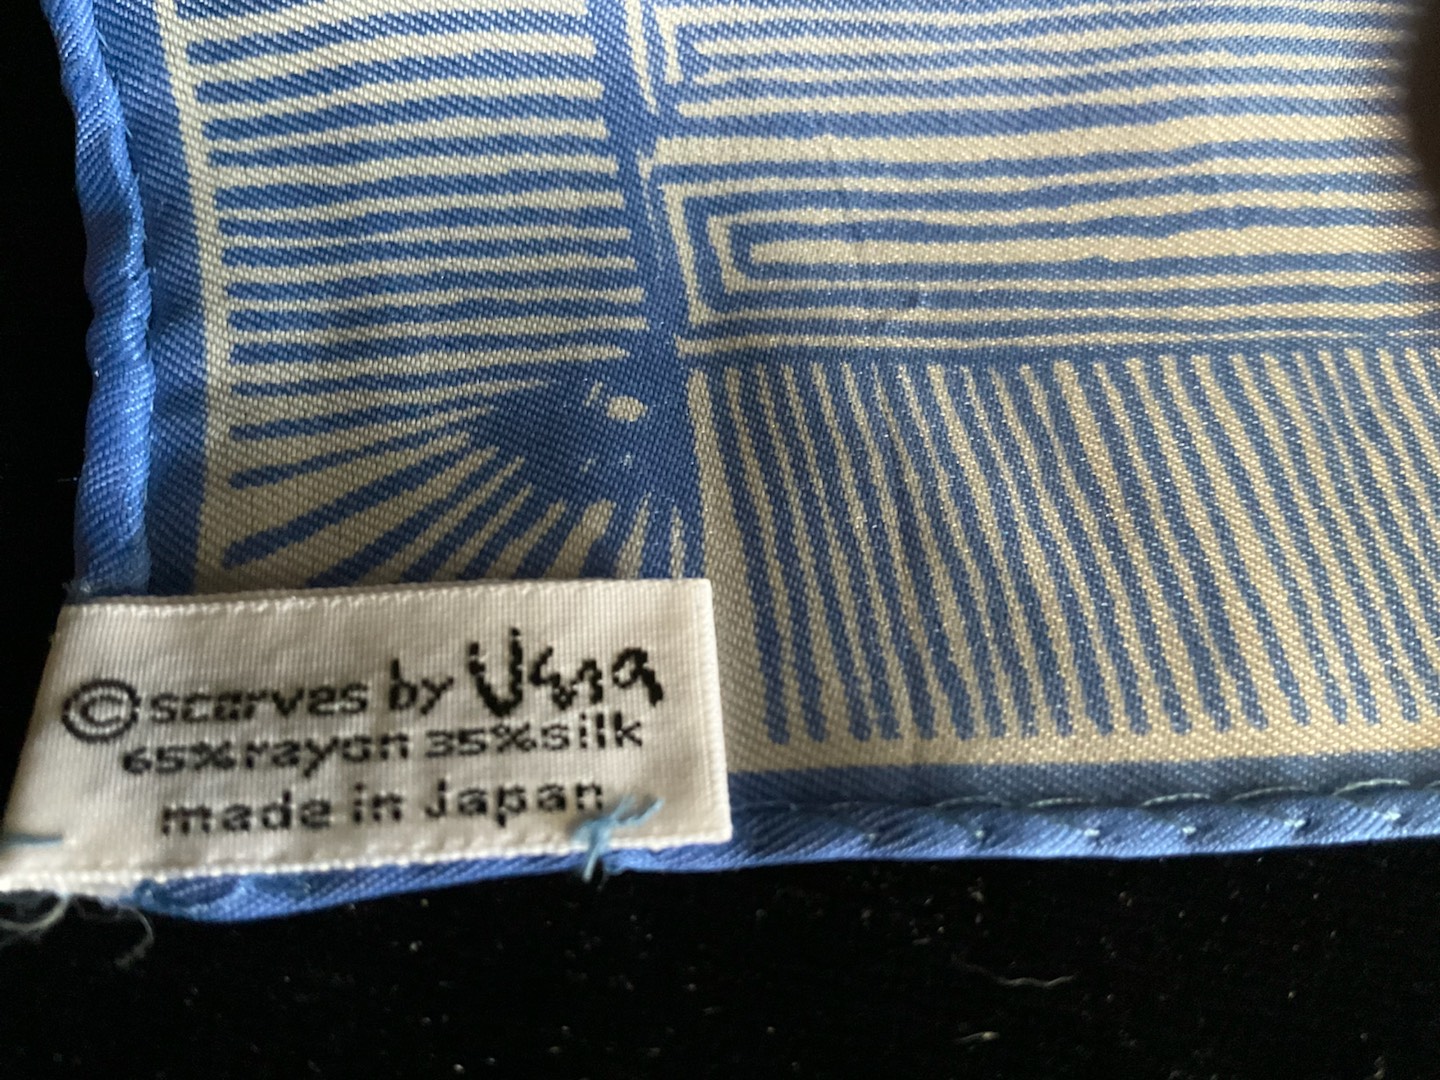 © scarves by Vera
65% rayon 35% silk
made in Japan